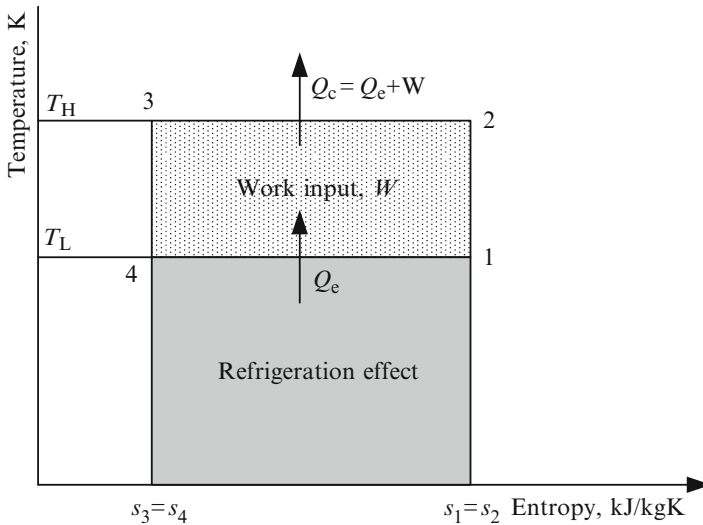 Temperature, K
Q_c = Q_e+W
T_H
3
2
Work input, W
T_L
1
4
Q_e
Refrigeration effect
s_3=s_4
s_1=s_2
Entropy, kJ/kgK